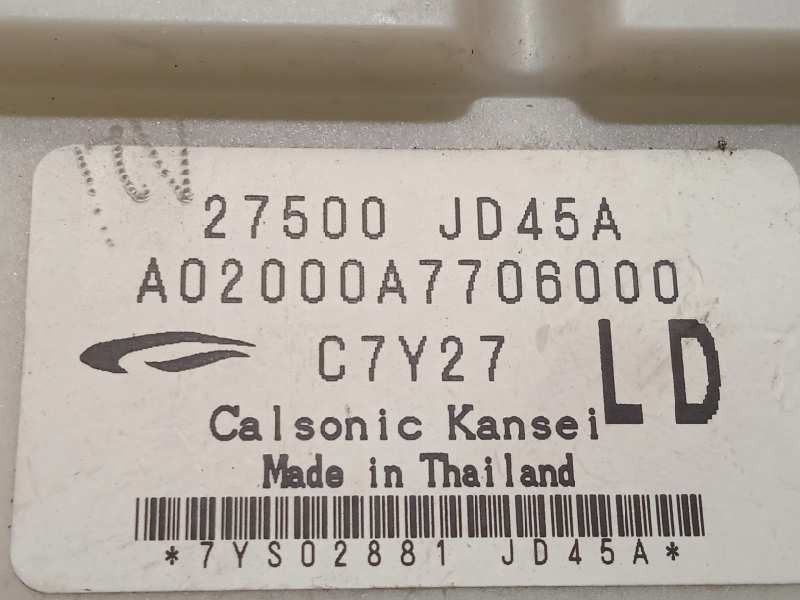 27500 JD45A
A02000A7706000
C7Y27 LD
Calsonic Kansei
Made in Thailand
*7YS02881 JD45A*